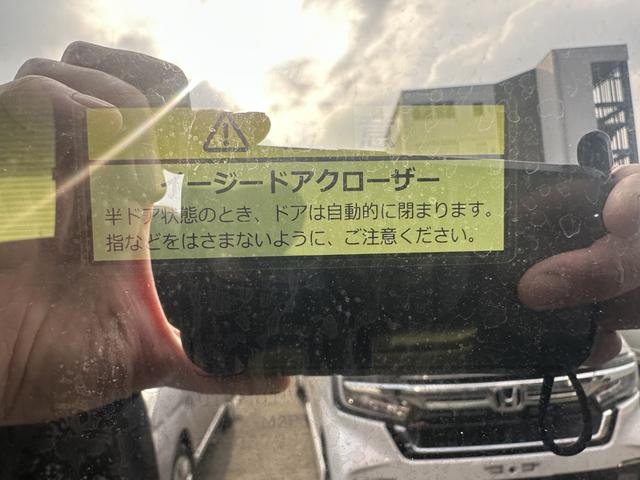 イージードアクローザー
半ドア状態のとき、ドアは自動的に閉まります。
指などをはさまないように、ご注意ください。